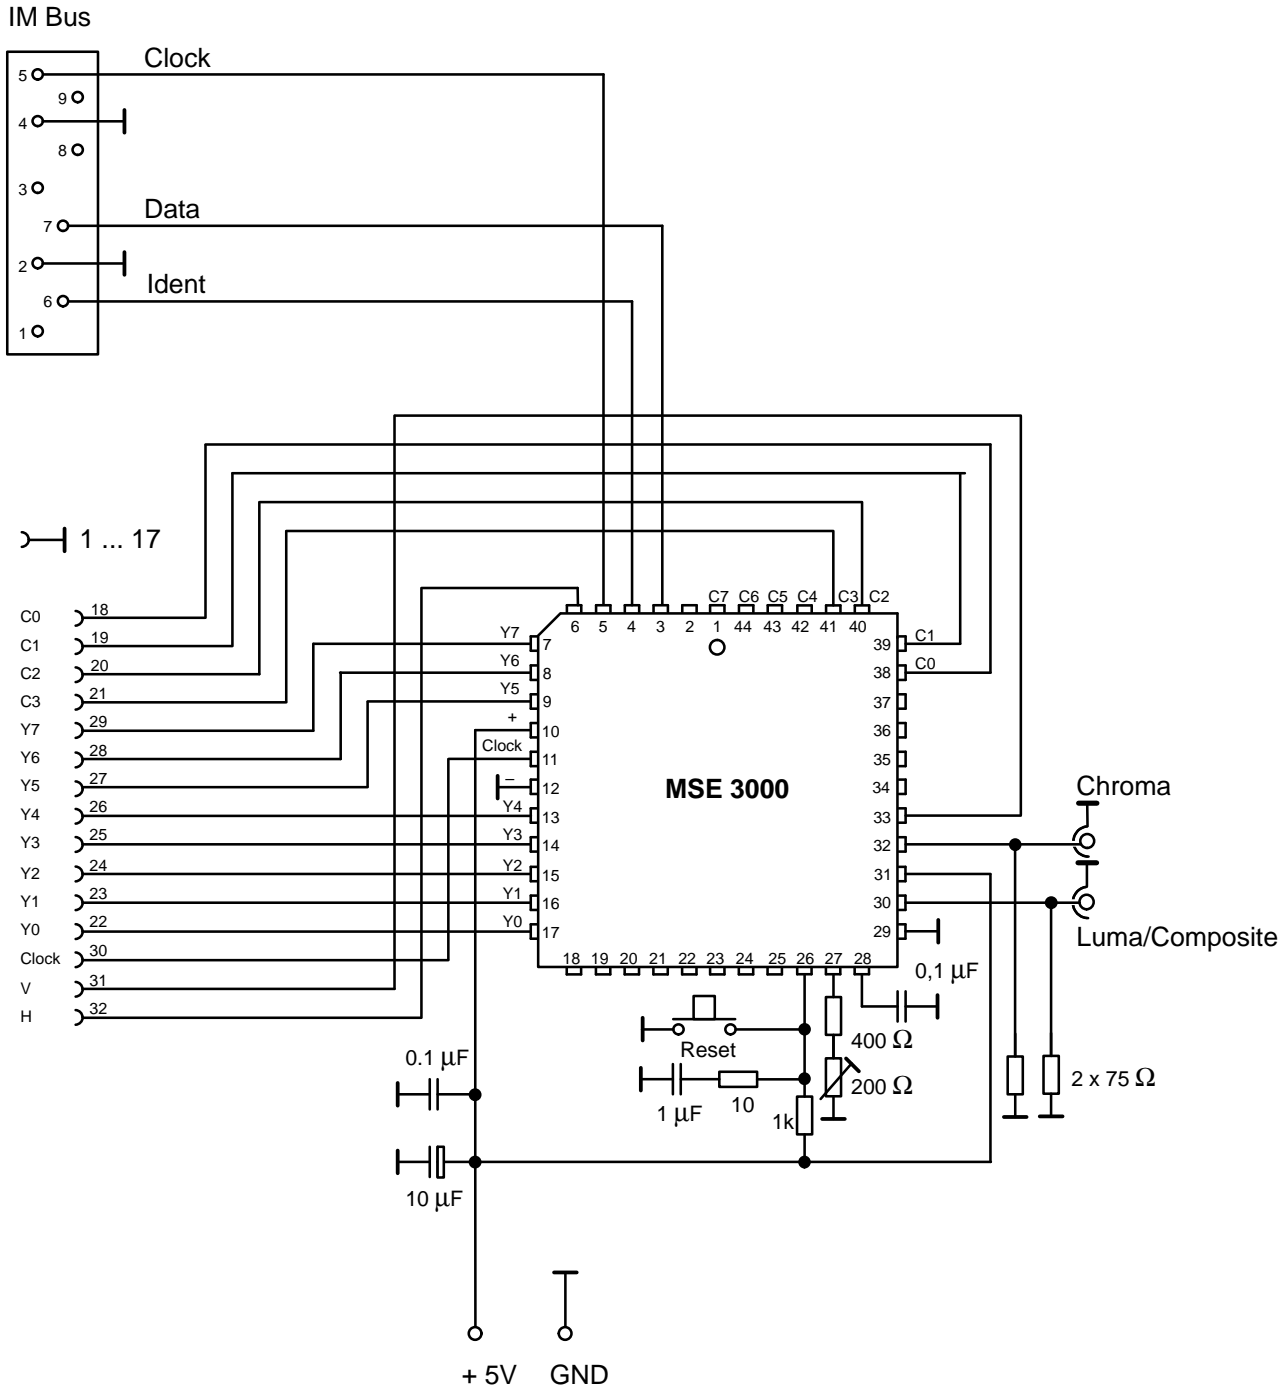 IM Bus
5
Clock
9
4
8
3
7
Data
2
6
Ident
1
1 ... 17
C0 18
C1 19
C2 20
C3 21
Y7 29
Y6 28
Y5 27
Y4 26
Y3 25
Y2 24
Y1 23
Y0 22
Clock 30
V 31
H 32
C7 C6 C5 C4 C3 C2
6 5 4 3 2 1 44 43 42 41 40
Y7 7
Y6 8
Y5 9
+ 10
Clock 11
– 12
Y4 13
Y3 14
Y2 15
Y1 16
Y0 17
MSE 3000
39 C1
38 C0
37
36
35
34
33
32
31
30
29
18 19 20 21 22 23 24 25 26 27 28
Chroma
Luma/Composite
0,1 µF
Reset
400 Ω
200 Ω
1 µF
10
1k
2 x 75 Ω
0.1 µF
10 µF
+ 5V
GND